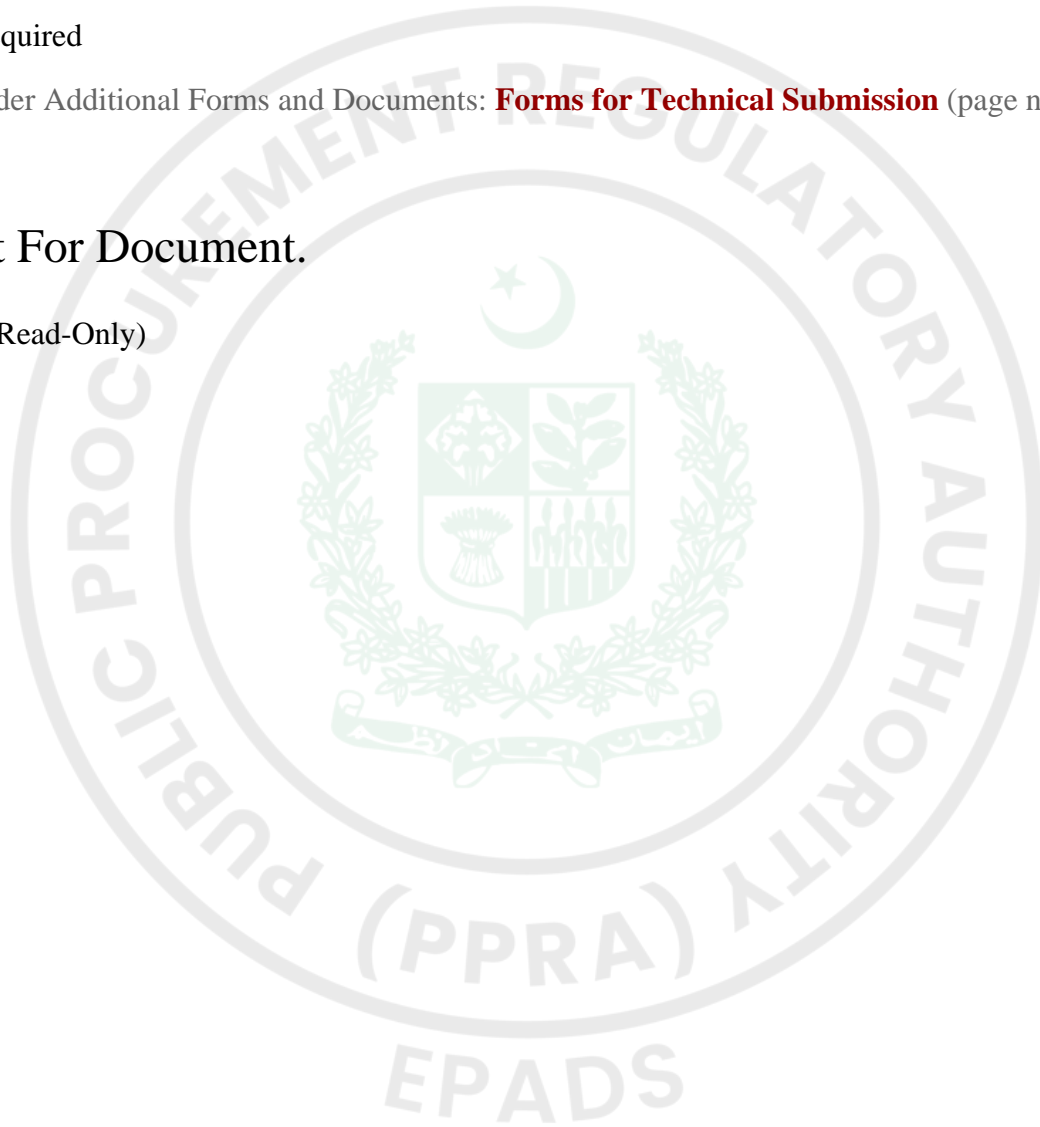 quired
der Additional Forms and Documents: Forms for Technical Submission (page n
t For Document.
Read-Only)
PUBLIC PROCUREMENT REGULATORY AUTHORITY
(PPRA)
EPADS